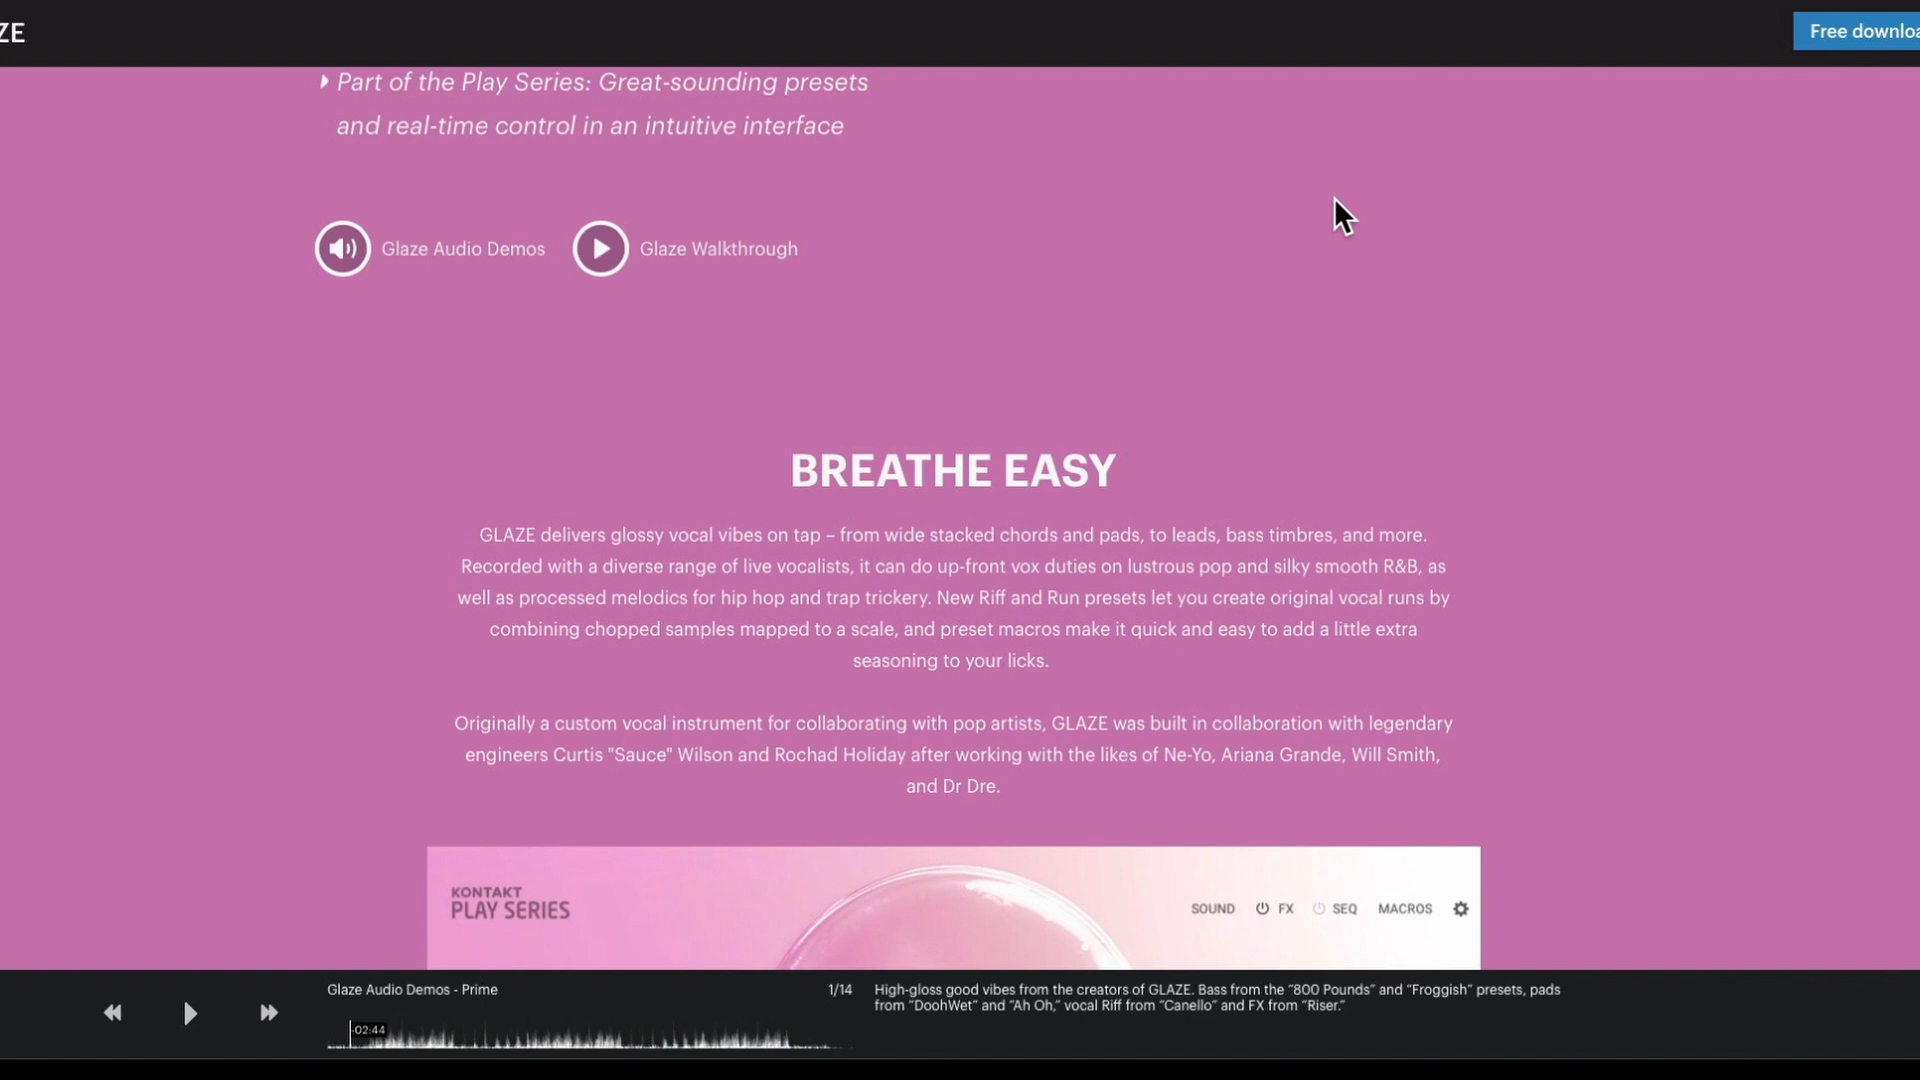 ZE
Free downloa
Part of the Play Series: Great-sounding presets
and real-time control in an intuitive interface
Glaze Audio Demos
Glaze Walkthrough
BREATHE EASY
GLAZE delivers glossy vocal vibes on tap – from wide stacked chords and pads, to leads, bass timbres, and more.
Recorded with a diverse range of live vocalists, it can do up-front vox duties on lustrous pop and silky smooth R&B, as
well as processed melodics for hip hop and trap trickery. New Riff and Run presets let you create original vocal runs by
combining chopped samples mapped to a scale, and preset macros make it quick and easy to add a little extra
seasoning to your licks.
Originally a custom vocal instrument for collaborating with pop artists, GLAZE was built in collaboration with legendary
engineers Curtis "Sauce" Wilson and Rochad Holiday after working with the likes of Ne-Yo, Ariana Grande, Will Smith,
and Dr Dre.
KONTAKT
PLAY SERIES
SOUND FX SEQ MACROS
Glaze Audio Demos - Prime
1/14
High-gloss good vibes from the creators of GLAZE. Bass from the “800 Pounds” and “Froggish” presets, pads
from “DoohWet” and “Ah Oh,” vocal Riff from “Canello” and FX from “Riser.”
-02:44